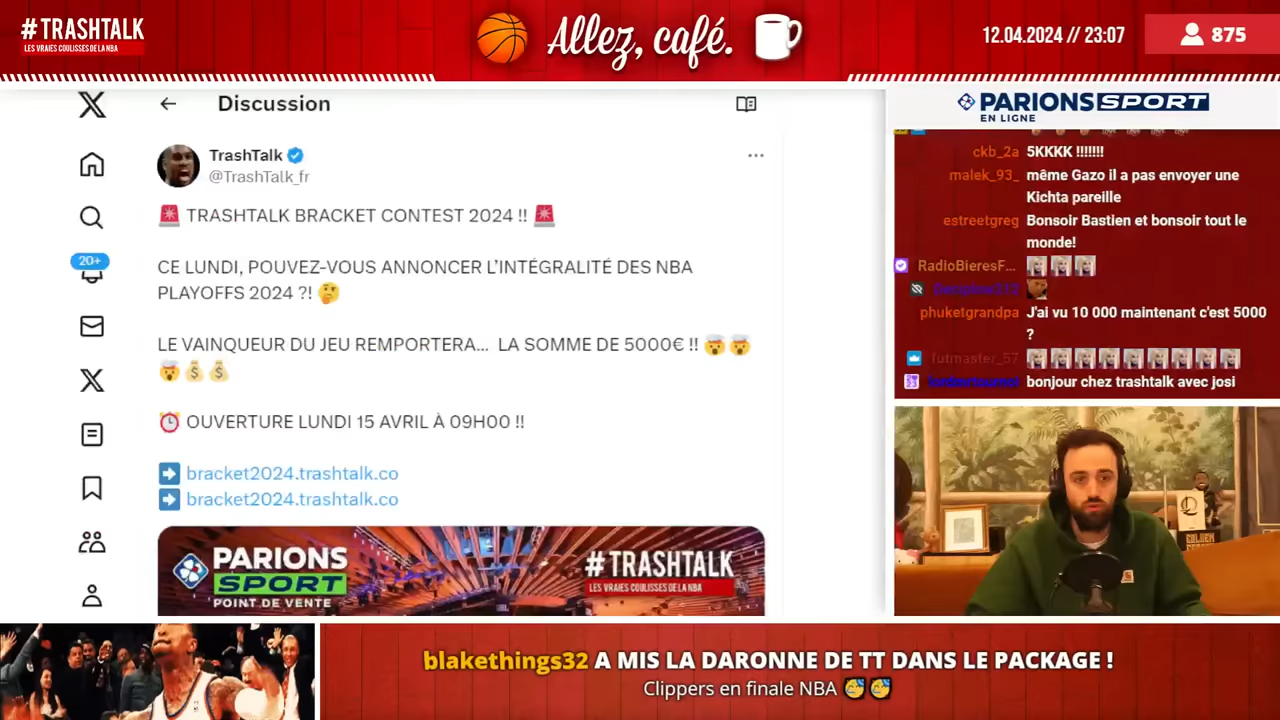 #TRASHTALK
LES VRAIES COULISSES DE LA NBA
Allez, café.
12.04.2024 // 23:07
875
Discussion
TrashTalk
@TrashTalk_fr
🚨 TRASHTALK BRACKET CONTEST 2024 !! 🚨
CE LUNDI, POUVEZ-VOUS ANNONCER L'INTÉGRALITÉ DES NBA
PLAYOFFS 2024 ?! 🤔
LE VAINQUEUR DU JEU REMPORTERA... LA SOMME DE 5000€ !! 🤯🤯
🤯💰💰
⏰ OUVERTURE LUNDI 15 AVRIL À 09H00 !!
➡️ bracket2024.trashtalk.co
➡️ bracket2024.trashtalk.co
20+
PARIONS
SPORT
POINT DE VENTE
#TRASHTALK
LES VRAIES COULISSES DE LA NBA
PARIONS SPORT
EN LIGNE
ckb_2a 5KKKK !!!!!!!
malek_93_ même Gazo il a pas envoyer une
Kichta pareille
estreetgreg Bonsoir Bastien et bonsoir tout le
monde!
RadioBieresF...
phuketgrandpa J'ai vu 10 000 maintenant c'est 5000
?
futmaster_57
bonjour chez trashtalk avec josi
blakethings32 A MIS LA DARONNE DE TT DANS LE PACKAGE !
Clippers en finale NBA 🥳🥳